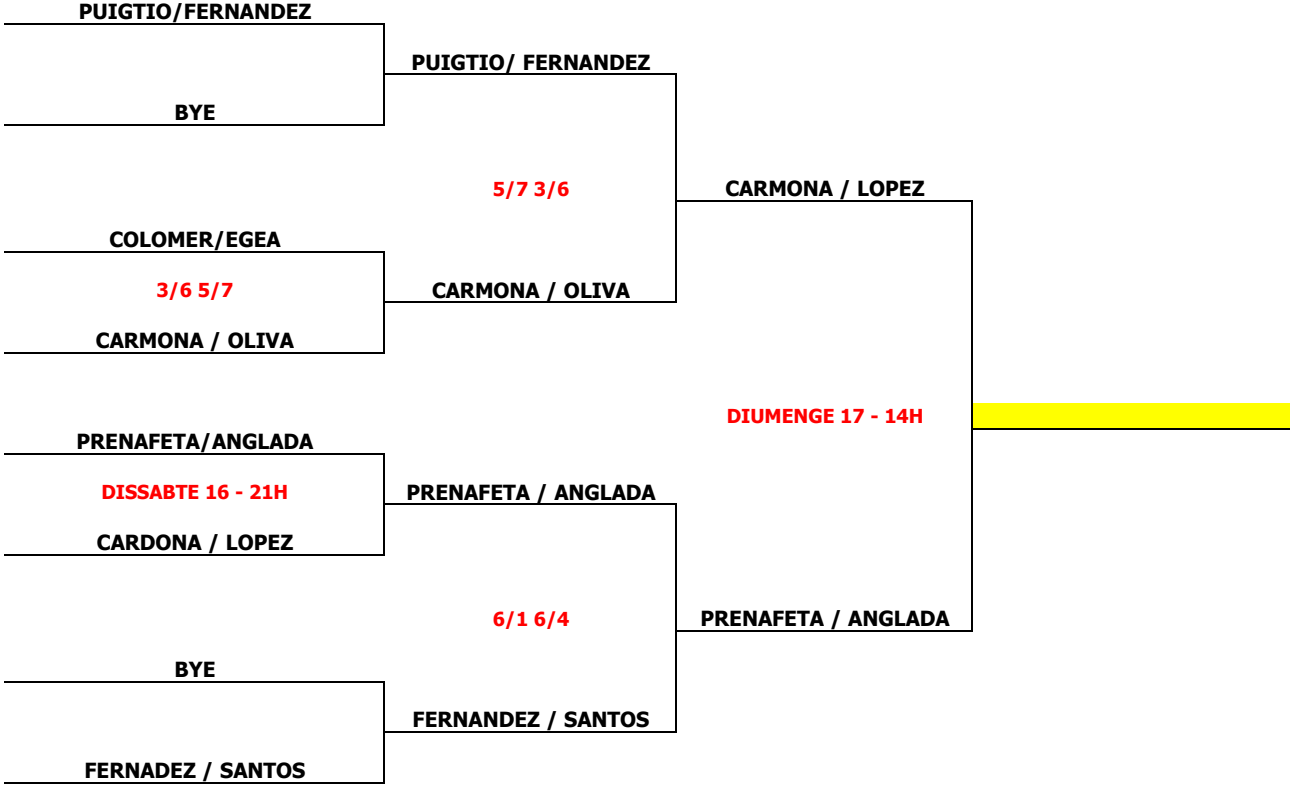 PUIGTIO/FERNANDEZ
PUIGTIO/ FERNANDEZ
BYE
5/7 3/6
CARMONA / LOPEZ
COLOMER/EGEA
3/6 5/7
CARMONA / OLIVA
CARMONA / OLIVA
DIUMENGE 17 - 14H
PRENAFETA/ANGLADA
DISSABTE 16 - 21H
PRENAFETA / ANGLADA
CARDONA / LOPEZ
6/1 6/4
PRENAFETA / ANGLADA
BYE
FERNANDEZ / SANTOS
FERNADEZ / SANTOS